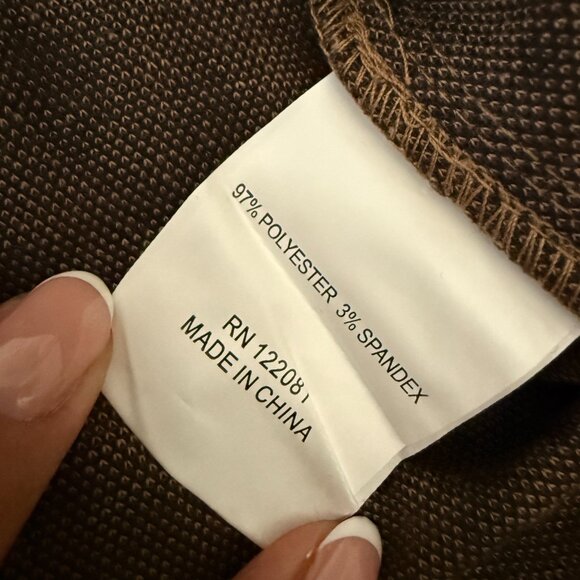 97% POLYESTER 3% SPANDEX
RN 122081
MADE IN CHINA